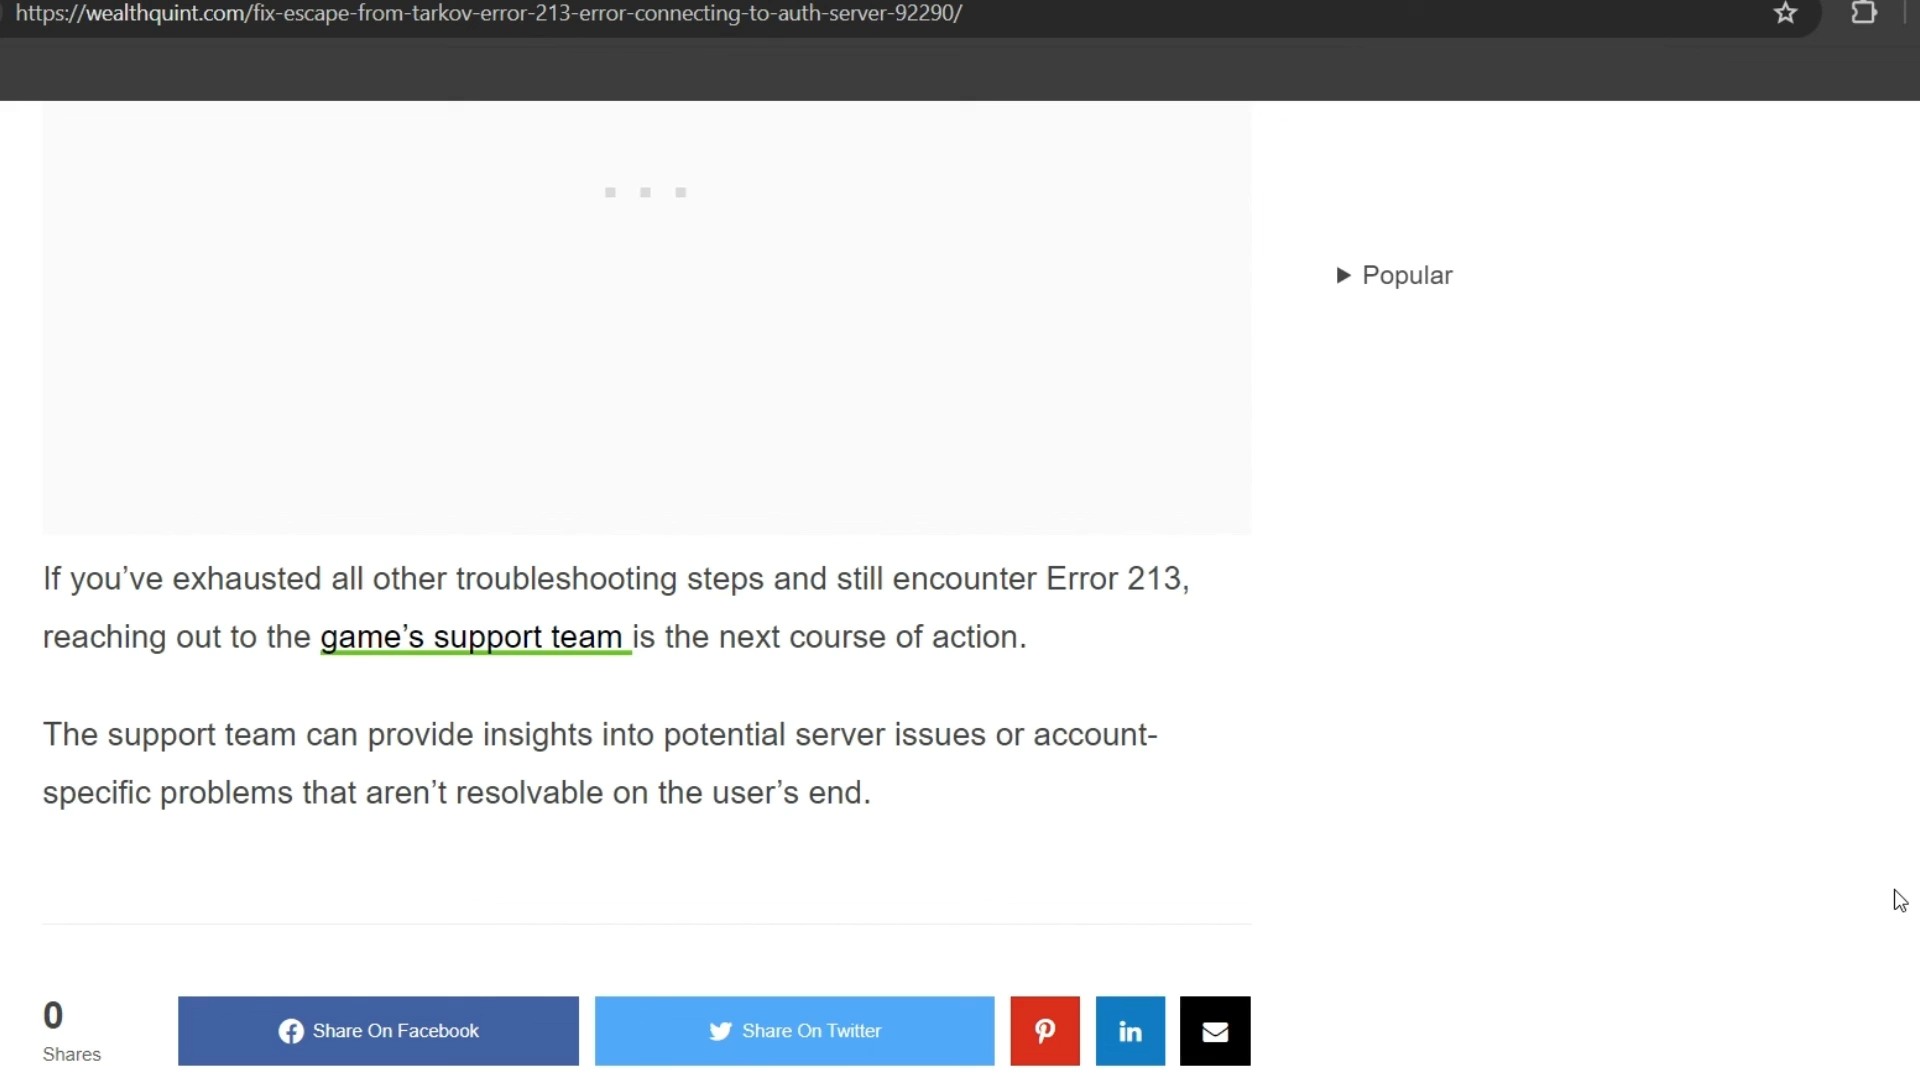 https://wealthquint.com/fix-escape-from-tarkov-error-213-error-connecting-to-auth-server-92290/
Popular
If you’ve exhausted all other troubleshooting steps and still encounter Error 213,
reaching out to the game’s support team is the next course of action.
The support team can provide insights into potential server issues or account-
specific problems that aren’t resolvable on the user’s end.
0
Shares
Share On Facebook
Share On Twitter